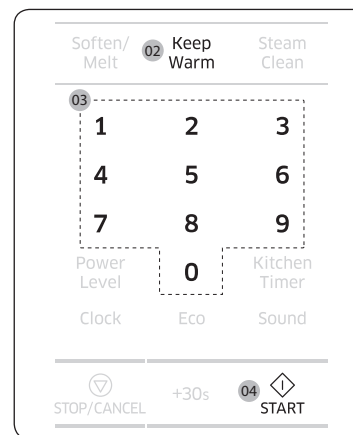 Soften/ 02 Keep Steam
Melt Warm Clean
03
1 2 3
4 5 6
7 8 9
Power 0 Kitchen
Level Timer
Clock Eco Sound
+30s 04
STOP/CANCEL START